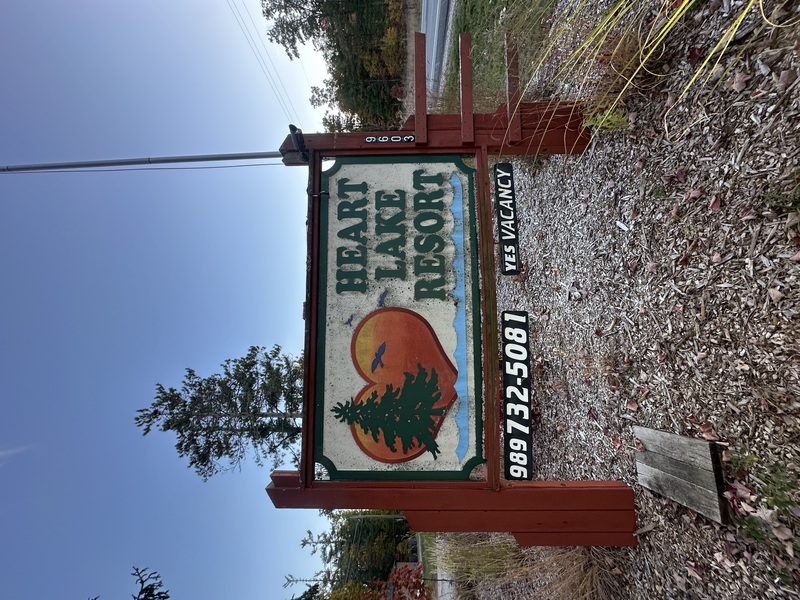 9603
HEART
LAKE
RESORT
989 732-5081
YES VACANCY